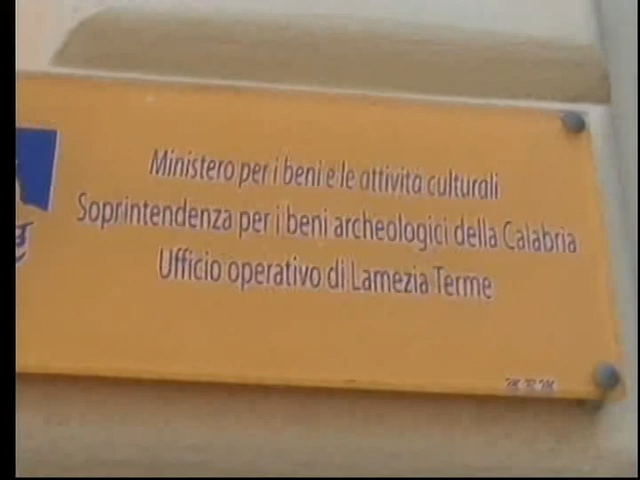 Ministero per i beni e le attività culturali
Soprintendenza per i beni archeologici della Calabria
Ufficio operativo di Lamezia Terme